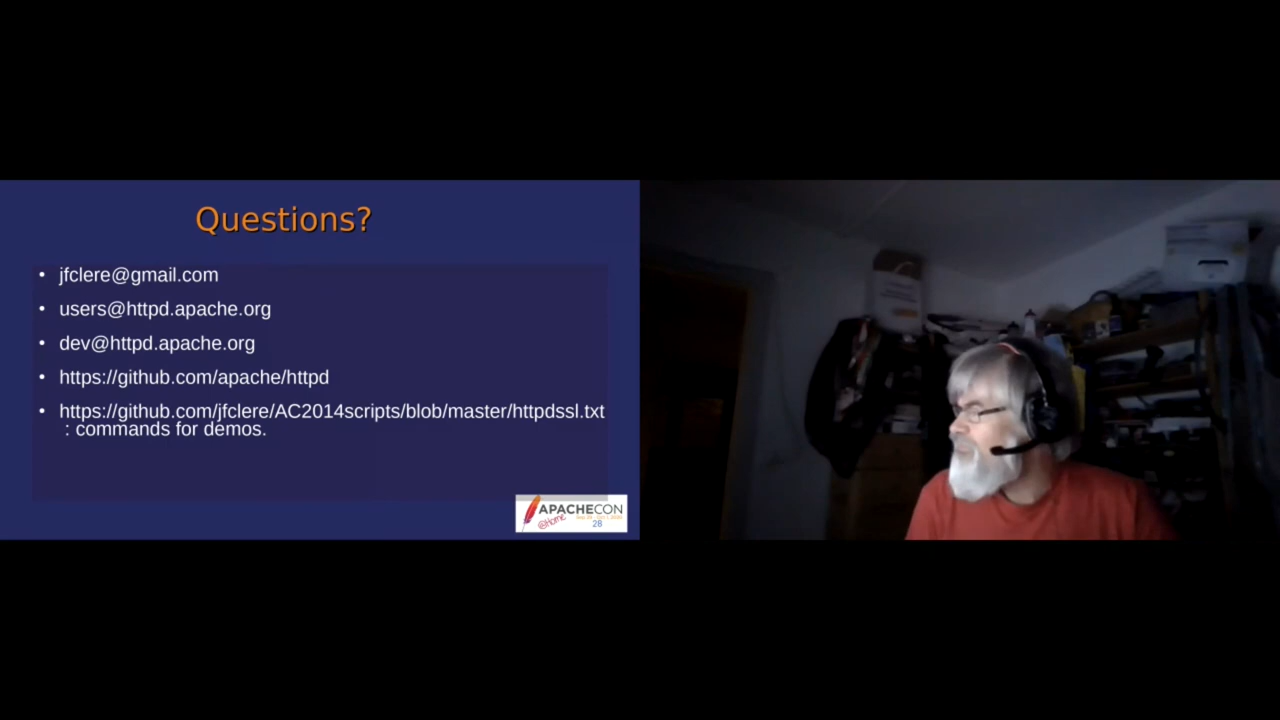 Questions?
• jfclere@gmail.com
• users@httpd.apache.org
• dev@httpd.apache.org
• https://github.com/apache/httpd
• https://github.com/jfclere/AC2014scripts/blob/master/httpdssl.txt
: commands for demos.
APACHECON
@Home
28